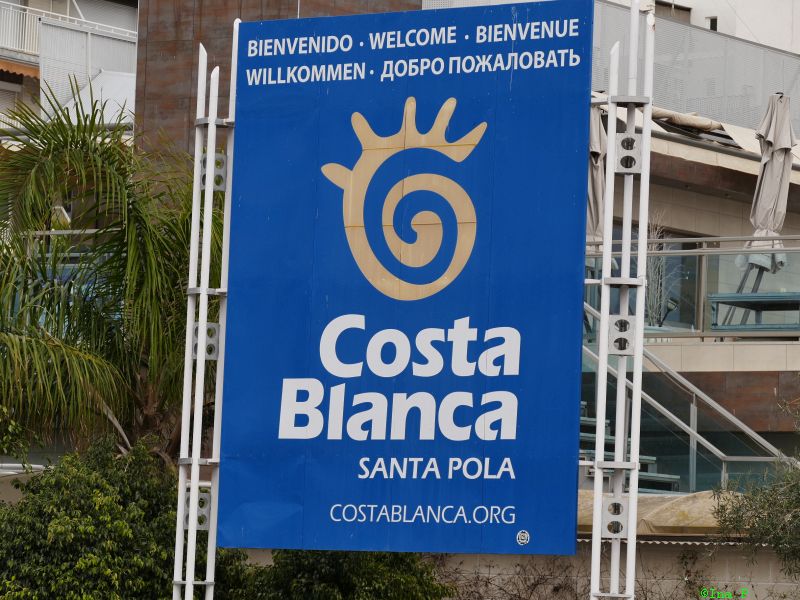 BIENVENIDO · WELCOME · BIENVENUE
WILLKOMMEN · ДОБРО ПОЖАЛОВАТЬ
Costa
Blanca
SANTA POLA
COSTABLANCA.ORG